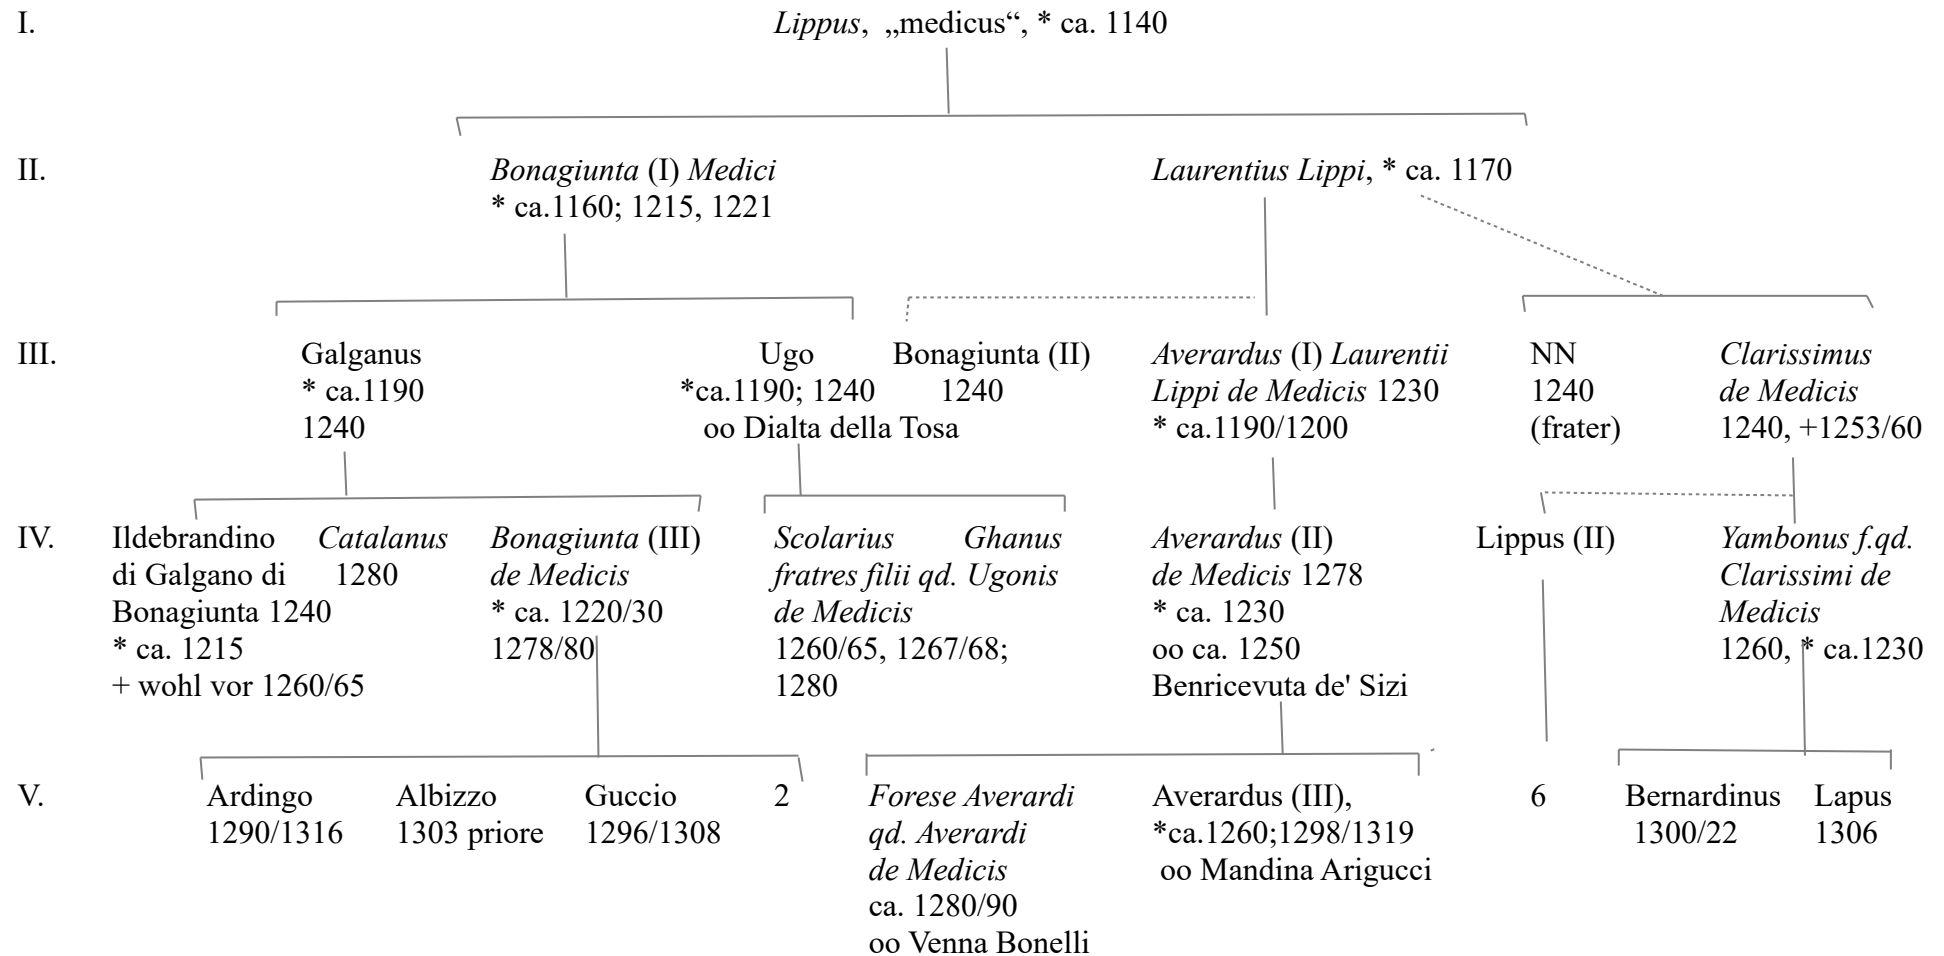 I. Lippus, „medicus“, * ca. 1140
II. Bonagiunta (I) Medici Laurentius Lippi, * ca. 1170
* ca.1160; 1215, 1221
III. Galganus Ugo Bonagiunta (II) Averardus (I) Laurentii NN Clarissimus
* ca.1190 *ca.1190; 1240 1240 Lippi de Medicis 1230 1240 de Medicis
1240 oo Dialta della Tosa * ca.1190/1200 (frater) 1240, +1253/60
IV. Ildebrandino Catalanus Bonagiunta (III) Scolarius Ghanus Averardus (II) Lippus (II) Yambonus f.qd.
di Galgano di 1280 de Medicis fratres filii qd. Ugonis de Medicis 1278 Clarissimi de
Bonagiunta 1240 * ca. 1220/30 de Medicis * ca. 1230 Medicis
* ca. 1215 1278/80 1260/65, 1267/68; oo ca. 1250 1260, * ca.1230
+ wohl vor 1260/65 1280 Benricevuta de' Sizi
V. Ardingo Albizzo Guccio 2 Forese Averardi Averardus (III), 6 Bernardinus Lapus
1290/1316 1303 priore 1296/1308 qd. Averardi *ca.1260;1298/1319 1300/22 1306
de Medicis oo Mandina Arigucci
ca. 1280/90
oo Venna Bonelli